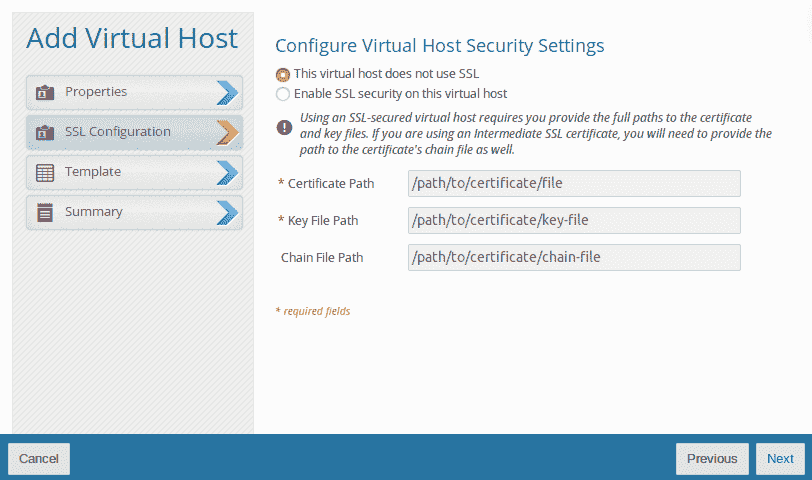 Add Virtual Host
Properties
SSL Configuration
Template
Summary
Configure Virtual Host Security Settings
This virtual host does not use SSL
Enable SSL security on this virtual host
Using an SSL-secured virtual host requires you provide the full paths to the certificate
and key files. If you are using an Intermediate SSL certificate, you will need to provide the
path to the certificate's chain file as well.
* Certificate Path /path/to/certificate/file
* Key File Path /path/to/certificate/key-file
Chain File Path /path/to/certificate/chain-file
* required fields
Cancel
Previous
Next